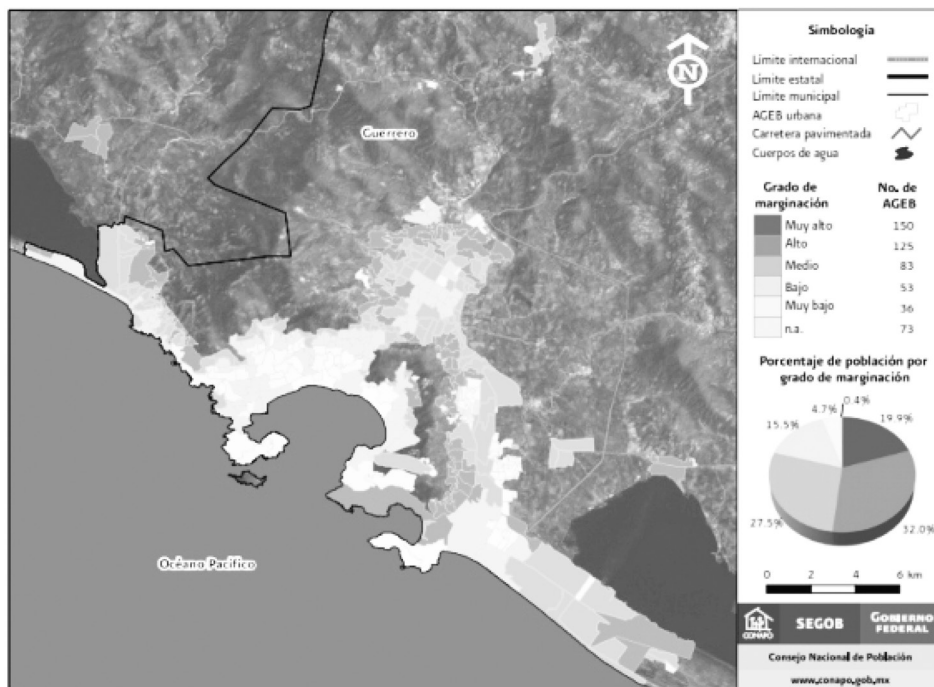 Guerrero
Océano Pacífico
N
Simbología
Límite internacional
Límite estatal
Límite municipal
AGEB urbana
Carretera pavimentada
Cuerpos de agua
Grado de marginación
No. de AGEB
Muy alto 150
Alto 125
Medio 83
Bajo 53
Muy bajo 36
n.a. 73
Porcentaje de población por
grado de marginación
0.4%
4.7%
19.9%
15.5%
27.5%
32.0%
0 2 4 6 km
CONAPO
SEGOB
GOBIERNO
FEDERAL
Consejo Nacional de Población
www.conapo.gob.mx